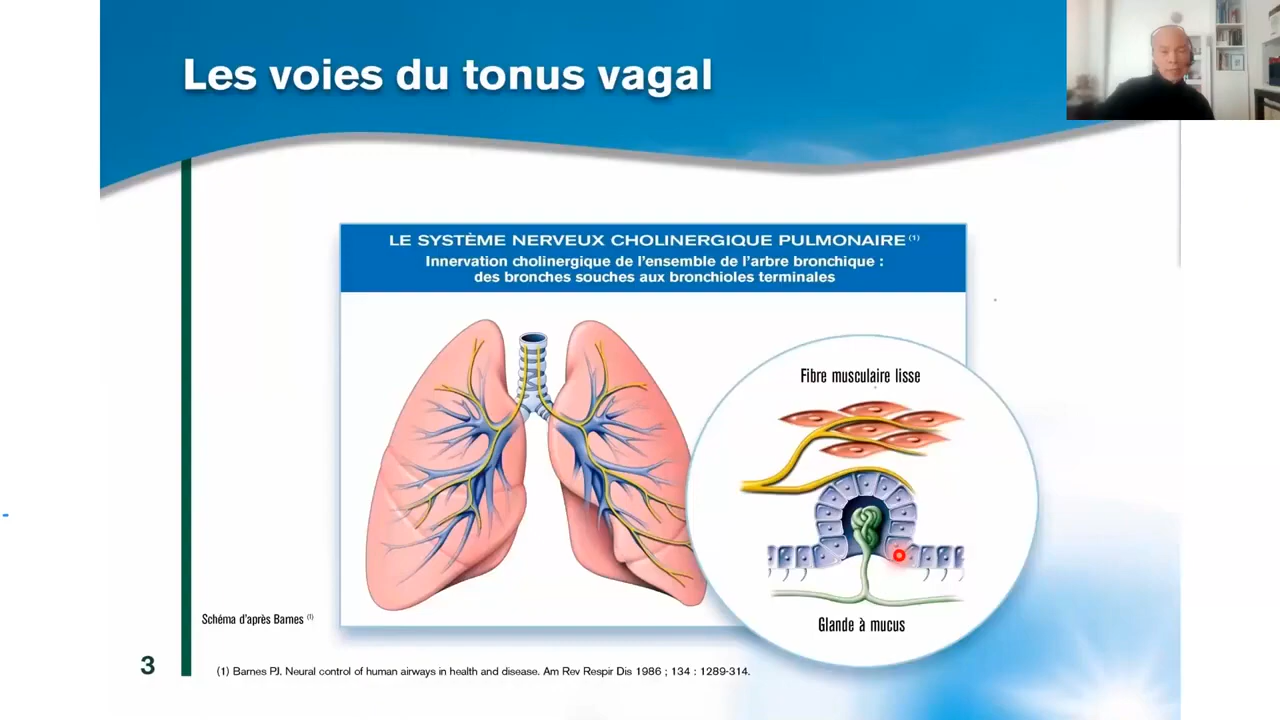 Les voies du tonus vagal
LE SYSTÈME NERVEUX CHOLINERGIQUE PULMONAIRE (1)
Innervation cholinergique de l'ensemble de l'arbre bronchique :
des bronches souches aux bronchioles terminales
Fibre musculaire lisse
Glande à mucus
Schéma d'après Barnes (1)
3
(1) Barnes PJ. Neural control of human airways in health and disease. Am Rev Respir Dis 1986 ; 134 : 1289-314.